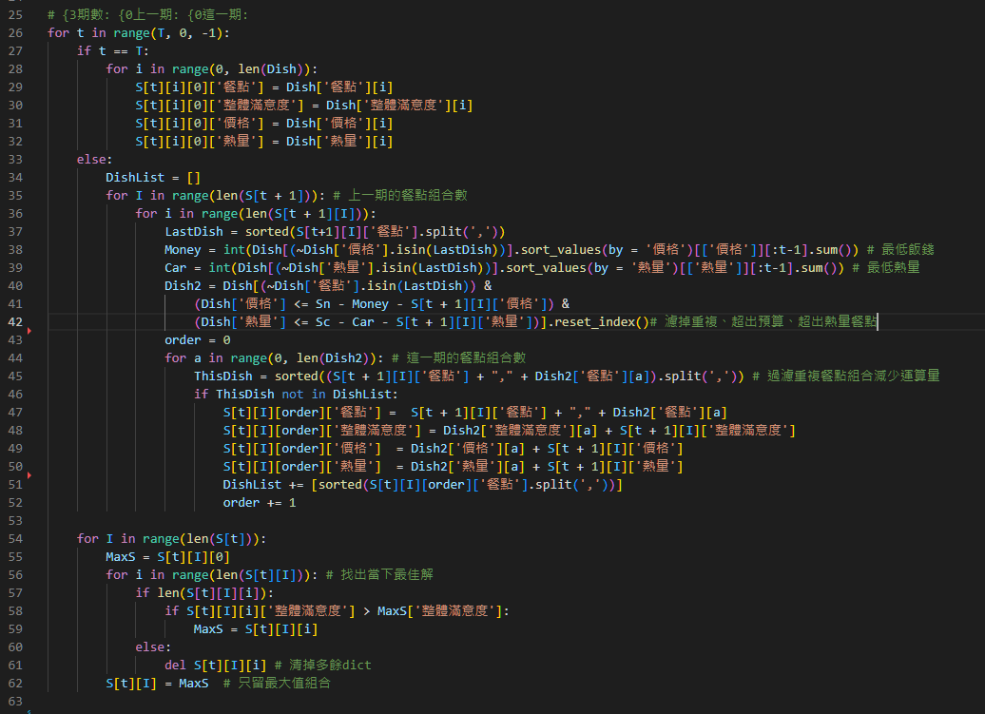 25 # {3期數: {0上一期: {0這一期:
26 for t in range(T, 0, -1):
27     if t == T:
28         for i in range(0, len(Dish)):
29             S[t][i][0]['餐點'] = Dish['餐點'][i]
30             S[t][i][0]['整體滿意度'] = Dish['整體滿意度'][i]
31             S[t][i][0]['價格'] = Dish['價格'][i]
32             S[t][i][0]['熱量'] = Dish['熱量'][i]
33     else:
34         DishList = []
35         for I in range(len(S[t + 1])): # 上一期的餐點組合數
36             for i in range(len(S[t + 1][I])):
37                 LastDish = sorted(S[t+1][I]['餐點'].split(','))
38                 Money = int(Dish[(~Dish['價格'].isin(LastDish))].sort_values(by = '價格')[['價格']][:t-1].sum()) # 最低飯錢
39                 Car = int(Dish[(~Dish['熱量'].isin(LastDish))].sort_values(by = '熱量')[['熱量']][:t-1].sum()) # 最低熱量
40                 Dish2 = Dish[(~Dish['餐點'].isin(LastDish)) &
41                     (Dish['價格'] <= Sn - Money - S[t + 1][I]['價格']) &
42                     (Dish['熱量'] <= Sc - Car - S[t + 1][I]['熱量'])].reset_index()# 濾掉重複、超出預算、超出熱量餐點
43                 order = 0
44                 for a in range(0, len(Dish2)): # 這一期的餐點組合數
45                     ThisDish = sorted((S[t + 1][I]['餐點'] + "," + Dish2['餐點'][a]).split(',')) # 過濾重複餐點組合減少運算量
46                     if ThisDish not in DishList:
47                         S[t][I][order]['餐點'] =  S[t + 1][I]['餐點'] + "," + Dish2['餐點'][a]
48                         S[t][I][order]['整體滿意度'] = Dish2['整體滿意度'][a] + S[t + 1][I]['整體滿意度']
49                         S[t][I][order]['價格']  = Dish2['價格'][a] + S[t + 1][I]['價格']
50                         S[t][I][order]['熱量']  = Dish2['熱量'][a] + S[t + 1][I]['熱量']
51                         DishList += [sorted(S[t][I][order]['餐點'].split(','))]
52                         order += 1
53
54     for I in range(len(S[t])):
55         MaxS = S[t][I][0]
56         for i in range(len(S[t][I])): # 找出當下最佳解
57             if len(S[t][I][i]):
58                 if S[t][I][i]['整體滿意度'] > MaxS['整體滿意度']:
59                     MaxS = S[t][I][i]
60             else:
61                 del S[t][I][i] # 清掉多餘dict
62         S[t][I] = MaxS  # 只留最大值組合
63